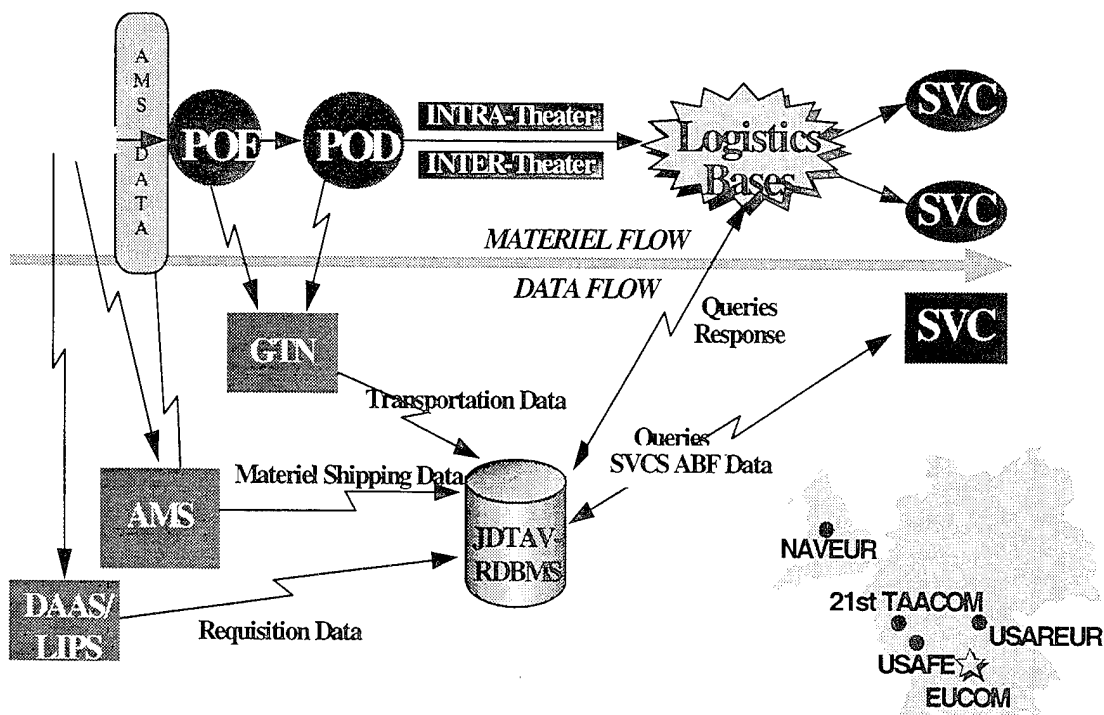 AMS DATA
POE
POD
INTRA-Theater
INTER-Theater
Logistics
Bases
SVC
SVC
MATERIEL FLOW
DATA FLOW
Queries
Response
SVC
GTN
Transportation Data
Queries
SVCS ABF Data
Materiel Shipping Data
AMS
JDTAV-
RDBMS
NAVEUR
DAAS/
LIPS
Requisition Data
21st TAACOM
USAREUR
USAFE
EUCOM